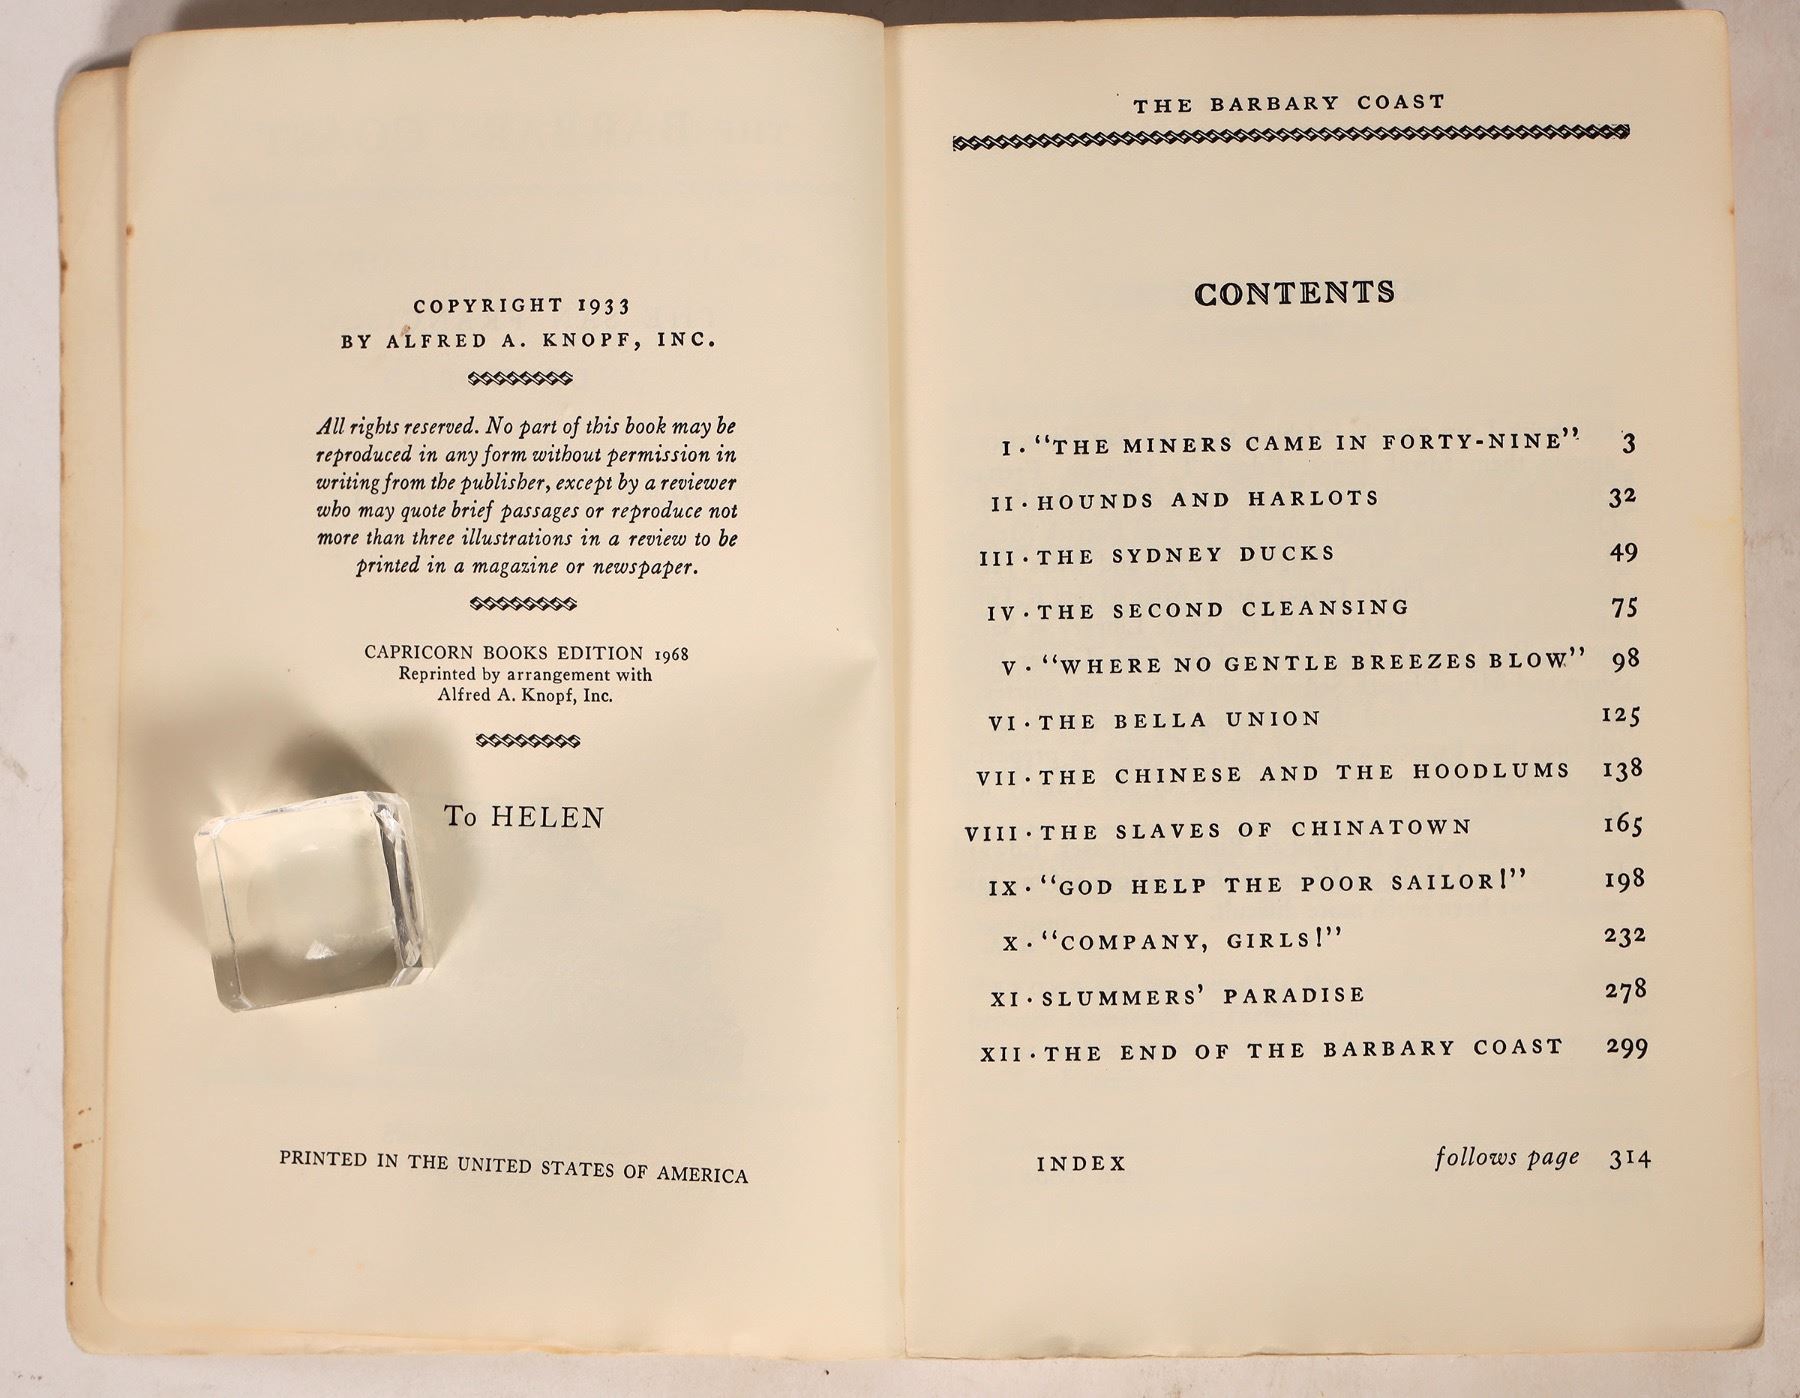 COPYRIGHT 1933
BY ALFRED A. KNOPF, INC.
All rights reserved. No part of this book may be
reproduced in any form without permission in
writing from the publisher, except by a reviewer
who may quote brief passages or reproduce not
more than three illustrations in a review to be
printed in a magazine or newspaper.
CAPRICORN BOOKS EDITION 1968
Reprinted by arrangement with
Alfred A. Knopf, Inc.
To HELEN
PRINTED IN THE UNITED STATES OF AMERICA
THE BARBARY COAST
CONTENTS
I · “THE MINERS CAME IN FORTY-NINE” 3
II · HOUNDS AND HARLOTS 32
III · THE SYDNEY DUCKS 49
IV · THE SECOND CLEANSING 75
V · “WHERE NO GENTLE BREEZES BLOW” 98
VI · THE BELLA UNION 125
VII · THE CHINESE AND THE HOODLUMS 138
VIII · THE SLAVES OF CHINATOWN 165
IX · “GOD HELP THE POOR SAILOR!” 198
X · “COMPANY, GIRLS!” 232
XI · SLUMMERS’ PARADISE 278
XII · THE END OF THE BARBARY COAST 299
INDEX follows page 314